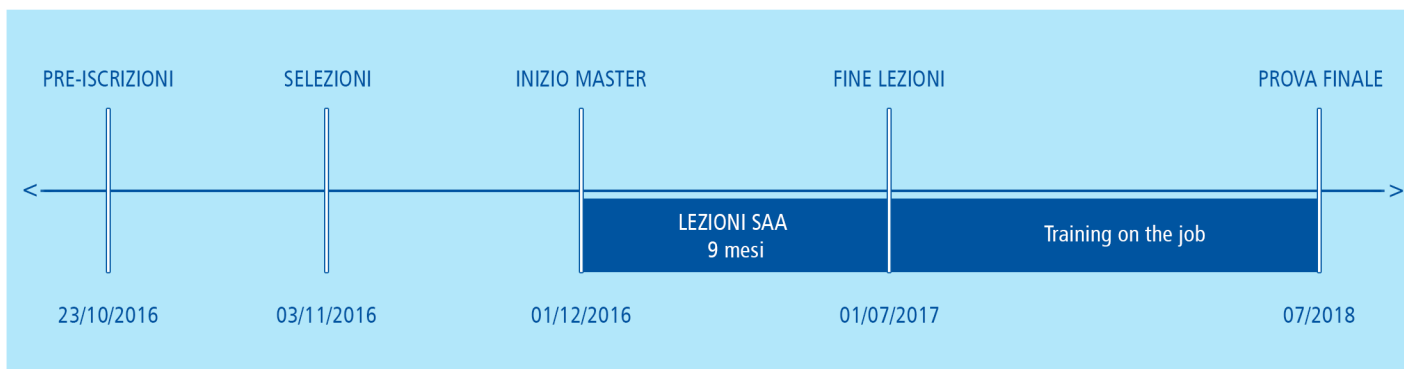 PRE-ISCRIZIONI
SELEZIONI
INIZIO MASTER
FINE LEZIONI
PROVA FINALE
<
>
LEZIONI SAA
9 mesi
Training on the job
23/10/2016
03/11/2016
01/12/2016
01/07/2017
07/2018